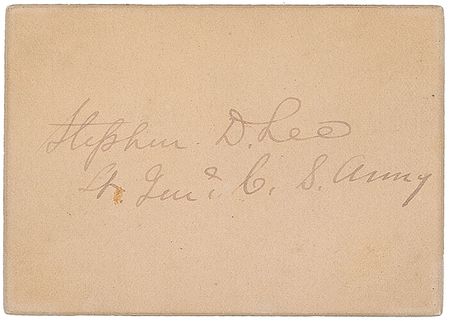 Stephen D. Lee
Lt. Genl. C. S. Army